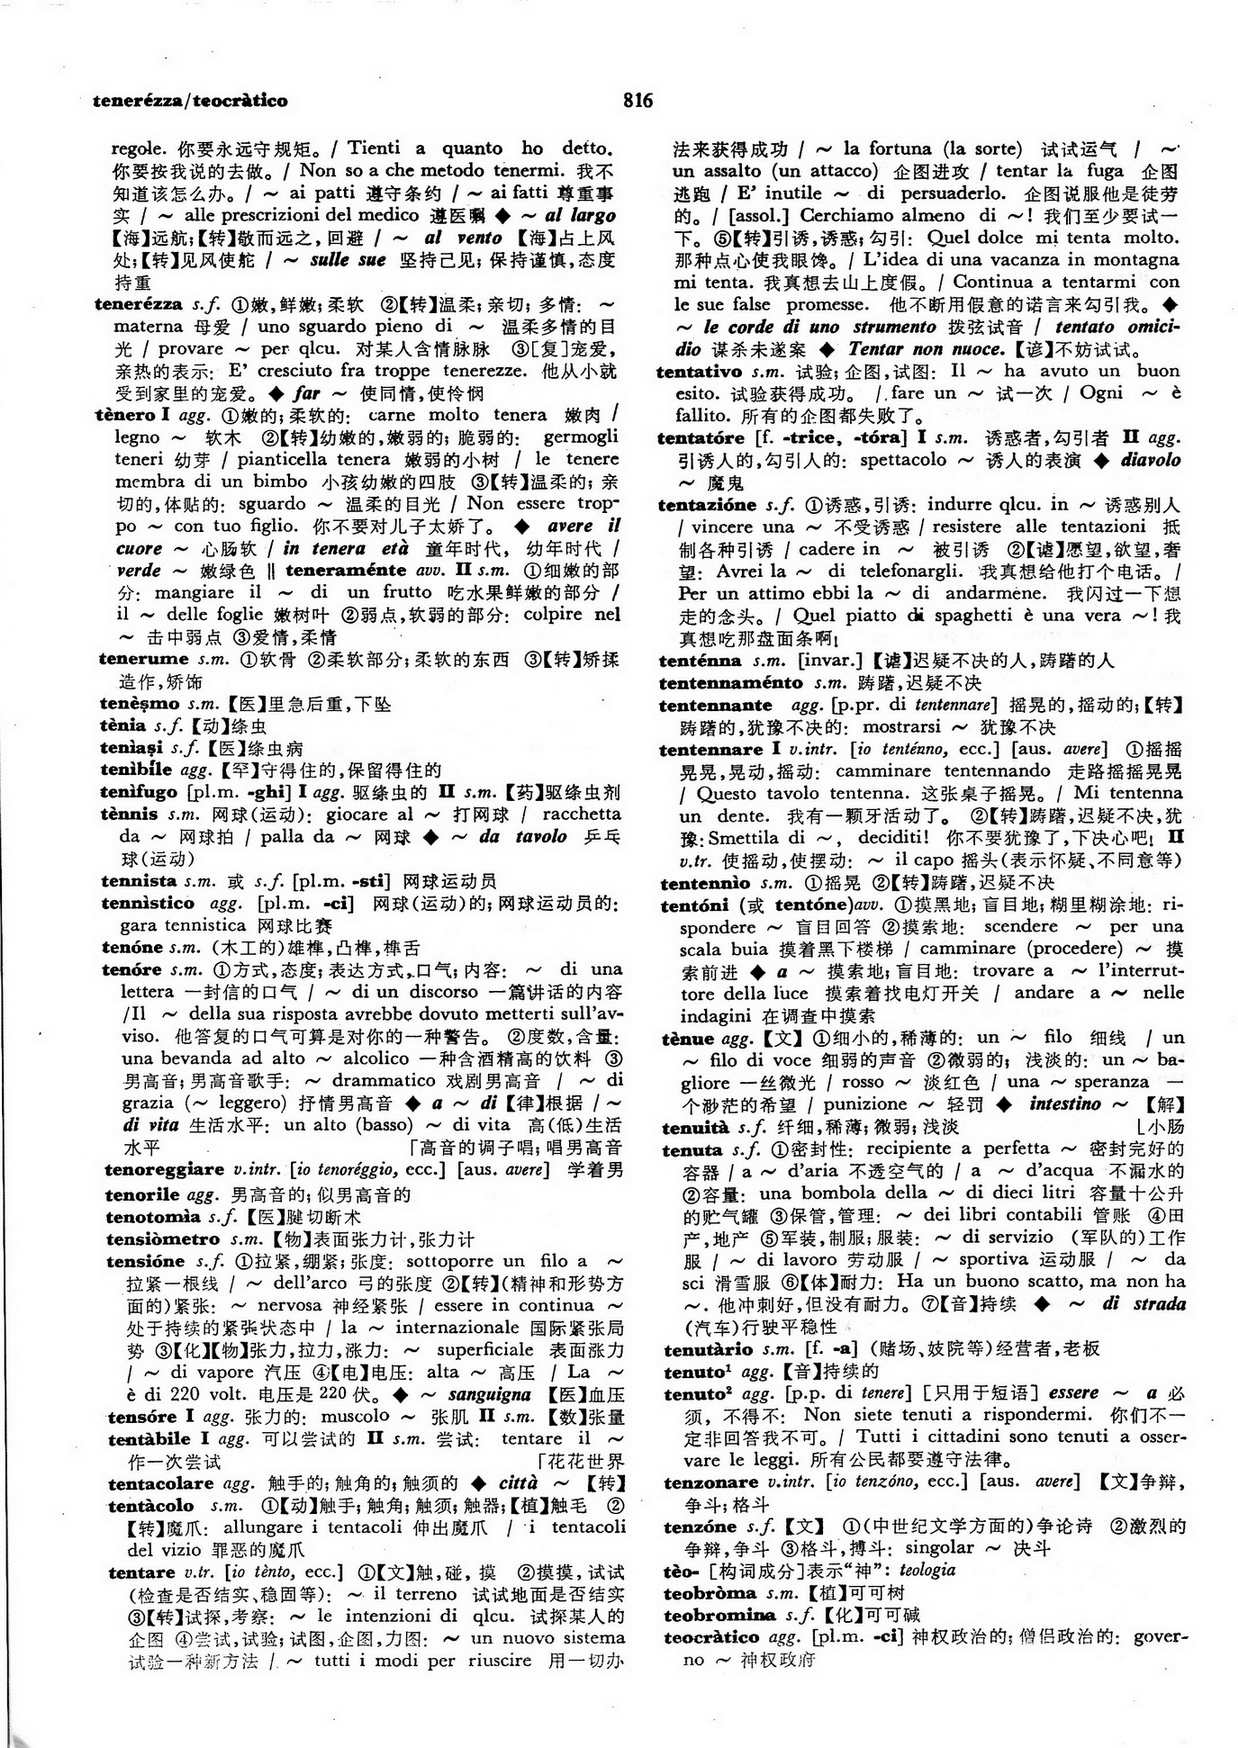 tenerézza/teocràtico
816
regole. 你要永远守规矩。/ Tienti a quanto ho detto.
你要按我说的去做。/ Non so a che metodo tenermi. 我不
知道该怎么办。/ ～ ai patti 遵守条约 / ～ ai fatti 尊重事
实 / ～ alle prescrizioni del medico 遵医嘱 ◆ ～ al largo
【海】远航;【转】敬而远之,回避 / ～ al vento 【海】占上风
处;【转】见风使舵 / ～ sulle sue 坚持己见; 保持谨慎,态度
持重
tenerézza s.f. ①嫩,鲜嫩; 柔软 ②【转】温柔; 亲切; 多情: ～
materna 母爱 / uno sguardo pieno di ～ 温柔多情的目
光 / provare ～ per qlcu. 对某人含情脉脉 ③[复]宠爱,
亲热的表示: E' cresciuto fra troppe tenerezze. 他从小就
受到家里的宠爱。◆ far ～ 使同情,使怜悯
tènero I agg. ①嫩的; 柔软的: carne molto tenera 嫩肉 /
legno ～ 软木 ②【转】幼嫩的,嫩弱的; 脆弱的: germogli
teneri 幼芽 / pianticella tenera 嫩弱的小树 / le tenere
membra di un bimbo 小孩幼嫩的四肢 ③【转】温柔的; 亲
切的,体贴的: sguardo ～ 温柔的目光 / Non essere trop-
po ～ con tuo figlio. 你不要对儿子太娇了。 ◆ avere il
cuore ～ 心肠软 / in tenera età 童年时代, 幼年时代 /
verde ～ 嫩绿色 ‖ teneraménte avv. II s.m. ①细嫩的部
分: mangiare il ～ di un frutto 吃水果鲜嫩的部分 /
il ～ delle foglie 嫩树叶 ②弱点,软弱的部分: colpire nel
～ 击中弱点 ③爱情,柔情
tenerume s.m. ①软骨 ②柔软部分; 柔软的东西 ③【转】矫揉
造作,矫饰
tenèsmo s.m. 【医】里急后重,下坠
tènia s.f. 【动】绦虫
tenìasi s.f. 【医】绦虫病
tenìbile agg. 【罕】守得住的,保留得住的
tenìfugo [pl.m. -ghi] I agg. 驱绦虫的 II s.m. 【药】驱绦虫剂
tènnis s.m. 网球(运动): giocare al ～ 打网球 / racchetta
da ～ 网球拍 / palla da ～ 网球 ◆ ～ da tavolo 乒乓
球(运动)
tennista s.m. 或 s.f. [pl.m. -sti] 网球运动员
tennìstico agg. [pl.m. -ci] 网球(运动)的; 网球运动员的:
gara tennistica 网球比赛
tenóne s.m. (木工的)雄榫,凸榫,榫舌
tenóre s.m. ①方式,态度; 表达方式,口气; 内容: ～ di una
lettera 一封信的口气 / ～ di un discorso 一篇讲话的内容
/Il ～ della sua risposta avrebbe dovuto metterti sull'av-
viso. 他答复的口气可算是对你的一种警告。 ②度数,含量:
una bevanda ad alto ～ alcolico 一种含酒精高的饮料 ③
男高音; 男高音歌手: ～ drammatico 戏剧男高音 / ～ di
grazia (～ leggero) 抒情男高音 ◆ a ～ di 【律】根据 / ～
di vita 生活水平: un alto (basso) ～ di vita 高(低)生活
水平 「高音的调子唱; 唱男高音
tenoreggiare v.intr. [io tenoréggio, ecc.] [aus. avere] 学着男
tenorile agg. 男高音的; 似男高音的
tenotomìa s.f. 【医】腱切断术
tensiòmetro s.m. 【物】表面张力计,张力计
tensióne s.f. ①拉紧,绷紧; 张度: sottoporre un filo a ～
拉紧一根线 / ～ dell'arco 弓的张度 ②【转】(精神和形势方
面的)紧张: ～ nervosa 神经紧张 / essere in continua ～
处于持续的紧张状态中 / la ～ internazionale 国际紧张局
势 ③【化】【物】张力,拉力,涨力: ～ superficiale 表面涨力
/ ～ di vapore 汽压 ④【电】电压: alta ～ 高压 / La ～
è di 220 volt. 电压是 220 伏。◆ ～ sanguigna 【医】血压
tensóre I agg. 张力的: muscolo ～ 张肌 II s.m. 【数】张量
tentàbile I agg. 可以尝试的 II s.m. 尝试: tentare il ～
作一次尝试 「花花世界
tentacolare agg. 触手的; 触角的; 触须的 ◆ città ～ 【转】
tentàcolo s.m. ①【动】触手; 触角; 触须; 触器;【植】触毛 ②
【转】魔爪: allungare i tentacoli 伸出魔爪 / i tentacoli
del vizio 罪恶的魔爪
tentare v.tr. [io tènto, ecc.] ①【文】触,碰, 摸 ②摸摸,试试
(检查是否结实、稳固等): ～ il terreno 试试地面是否结实
③【转】试探,考察: ～ le intenzioni di qlcu. 试探某人的
企图 ④尝试,试验; 试图,企图,力图: ～ un nuovo sistema
试验一种新方法 / ～ tutti i modi per riuscire 用一切办
法来获得成功 / ～ la fortuna (la sorte) 试试运气 / ～
un assalto (un attacco) 企图进攻 / tentar la fuga 企图
逃跑 / E' inutile ～ di persuaderlo. 企图说服他是徒劳
的。/ [assol.] Cerchiamo almeno di ～! 我们至少要试一
下。⑤【转】引诱,诱惑; 勾引: Quel dolce mi tenta molto.
那种点心使我眼馋。/ L'idea di una vacanza in montagna
mi tenta. 我真想去山上度假。/ Continua a tentarmi con
le sue false promesse. 他不断用假意的诺言来勾引我。◆
～ le corde di uno strumento 拨弦试音 / tentato omici-
dio 谋杀未遂案 ◆ Tentar non nuoce. 【谚】不妨试试。
tentativo s.m. 试验; 企图,试图: Il ～ ha avuto un buon
esito. 试验获得成功。 / fare un ～ 试一次 / Ogni ～ è
fallito. 所有的企图都失败了。
tentatóre [f. -trice, -tóra] I s.m. 诱惑者,勾引者 II agg.
引诱人的,勾引人的: spettacolo ～ 诱人的表演 ◆ diavolo
～ 魔鬼
tentazióne s.f. ①诱惑,引诱: indurre qlcu. in ～ 诱惑别人
/ vincere una ～ 不受诱惑 / resistere alle tentazioni 抵
制各种引诱 / cadere in ～ 被引诱 ②【谑】愿望,欲望,奢
望: Avrei la ～ di telefonargli. 我真想给他打个电话。/
Per un attimo ebbi la ～ di andarmene. 我闪过一下想
走的念头。/ Quel piatto di spaghetti è una vera ～! 我
真想吃那盘面条啊!
tenténna s.m. [invar.] 【谑】迟疑不决的人,踌躇的人
tentennaménto s.m. 踌躇,迟疑不决
tentennante agg. [p.pr. di tentennare] 摇晃的,摇动的;【转】
踌躇的,犹豫不决的: mostrarsi ～ 犹豫不决
tentennare I v.intr. [io tenténno, ecc.] [aus. avere] ①摇摇
晃晃,晃动,摇动: camminare tentennando 走路摇摇晃晃
/ Questo tavolo tentenna. 这张桌子摇晃。/ Mi tentenna
un dente. 我有一颗牙活动了。 ②【转】踌躇,迟疑不决,犹
豫: Smettila di ～, deciditi! 你不要犹豫了,下决心吧! II
v.tr. 使摇动,使摆动: ～ il capo 摇头(表示怀疑、不同意等)
tentennìo s.m. ①摇晃 ②【转】踌躇,迟疑不决
tentóni (或 tentóne)avv. ①摸黑地; 盲目地; 糊里糊涂地: ri-
spondere ～ 盲目回答 ②摸索地: scendere ～ per una
scala buia 摸着黑下楼梯 / camminare (procedere) ～ 摸
索前进 ◆ a ～ 摸索地; 盲目地: trovare a ～ l'interrut-
tore della luce 摸索着找电灯开关 / andare a ～ nelle
indagini 在调查中摸索
tènue agg. 【文】①细小的,稀薄的: un ～ filo 细线 / un
～ filo di voce 细弱的声音 ②微弱的; 浅淡的: un ～ ba-
gliore 一丝微光 / rosso ～ 淡红色 / una ～ speranza 一
个渺茫的希望 / punizione ～ 轻罚 ◆ intestino ～ 【解】
tenuità s.f. 纤细,稀薄; 微弱; 浅淡 ⌊小肠
tenuta s.f. ①密封性: recipiente a perfetta ～ 密封完好的
容器 / a ～ d'aria 不透空气的 / a ～ d'acqua 不漏水的
②容量: una bombola della ～ di dieci litri 容量十公升
的贮气罐 ③保管,管理: ～ dei libri contabili 管账 ④田
产,地产 ⑤军装,制服; 服装: ～ di servizio (军队的)工作
服 / ～ di lavoro 劳动服 / ～ sportiva 运动服 / ～ da
sci 滑雪服 ⑥【体】耐力: Ha un buono scatto, ma non ha
～. 他冲刺好,但没有耐力。⑦【音】持续 ◆ ～ di strada
(汽车)行驶平稳性
tenutàrio s.m. [f. -a] (赌场、妓院等)经营者,老板
tenuto¹ agg. 【音】持续的
tenuto² agg. [p.p. di tenere] [只用于短语] essere ～ a 必
须, 不得不: Non siete tenuti a rispondermi. 你们不一
定非回答我不可。/ Tutti i cittadini sono tenuti a osser-
vare le leggi. 所有公民都要遵守法律。
tenzonare v.intr. [io tenzóno, ecc.] [aus. avere] 【文】争辩,
争斗; 格斗
tenzóne s.f. 【文】 ①(中世纪文学方面的)争论诗 ②激烈的
争辩,争斗 ③格斗,搏斗: singolar ～ 决斗
tèo- [构词成分]表示“神”: teologia
teobròma s.m. 【植】可可树
teobromina s.f. 【化】可可碱
teocràtico agg. [pl.m. -ci] 神权政治的; 僧侣政治的: gover-
no ～ 神权政府